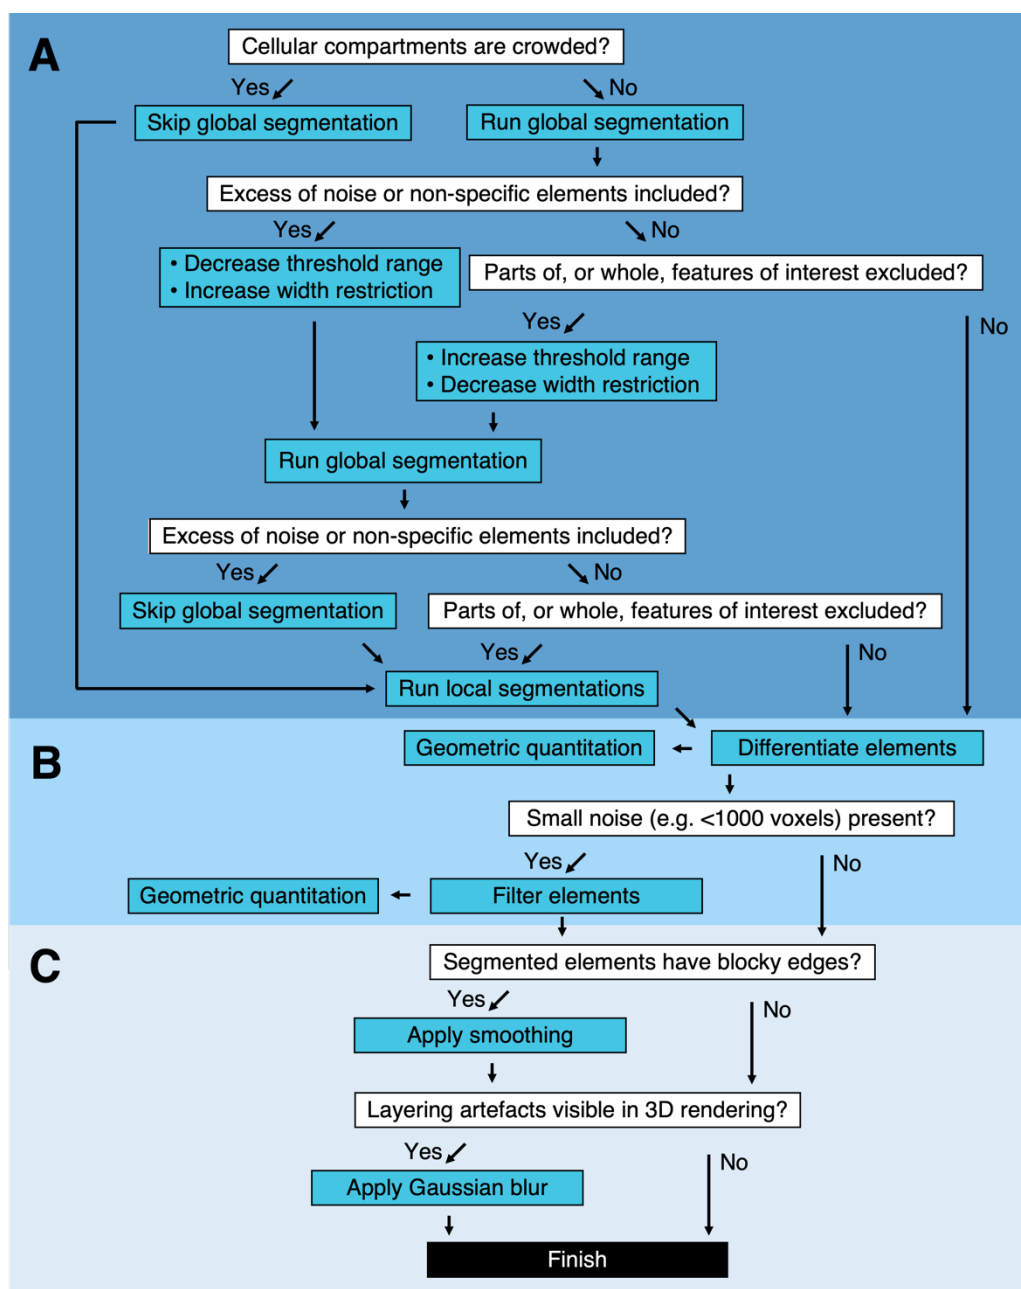 A
Cellular compartments are crowded?
Yes
No
Skip global segmentation
Run global segmentation
Excess of noise or non-specific elements included?
Yes
No
• Decrease threshold range
• Increase width restriction
Parts of, or whole, features of interest excluded?
Yes
No
• Increase threshold range
• Decrease width restriction
Run global segmentation
Excess of noise or non-specific elements included?
Yes
No
Skip global segmentation
Parts of, or whole, features of interest excluded?
Yes
No
Run local segmentations
B
Geometric quantitation
Differentiate elements
Small noise (e.g. <1000 voxels) present?
Yes
No
Geometric quantitation
Filter elements
C
Segmented elements have blocky edges?
Yes
No
Apply smoothing
Layering artefacts visible in 3D rendering?
Yes
No
Apply Gaussian blur
Finish